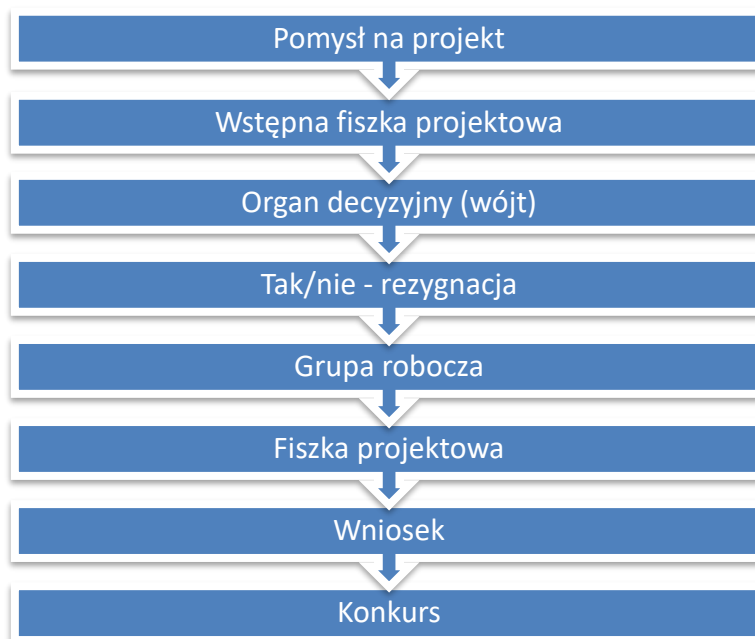 Pomysł na projekt
Wstępna fiszka projektowa
Organ decyzyjny (wójt)
Tak/nie - rezygnacja
Grupa robocza
Fiszka projektowa
Wniosek
Konkurs